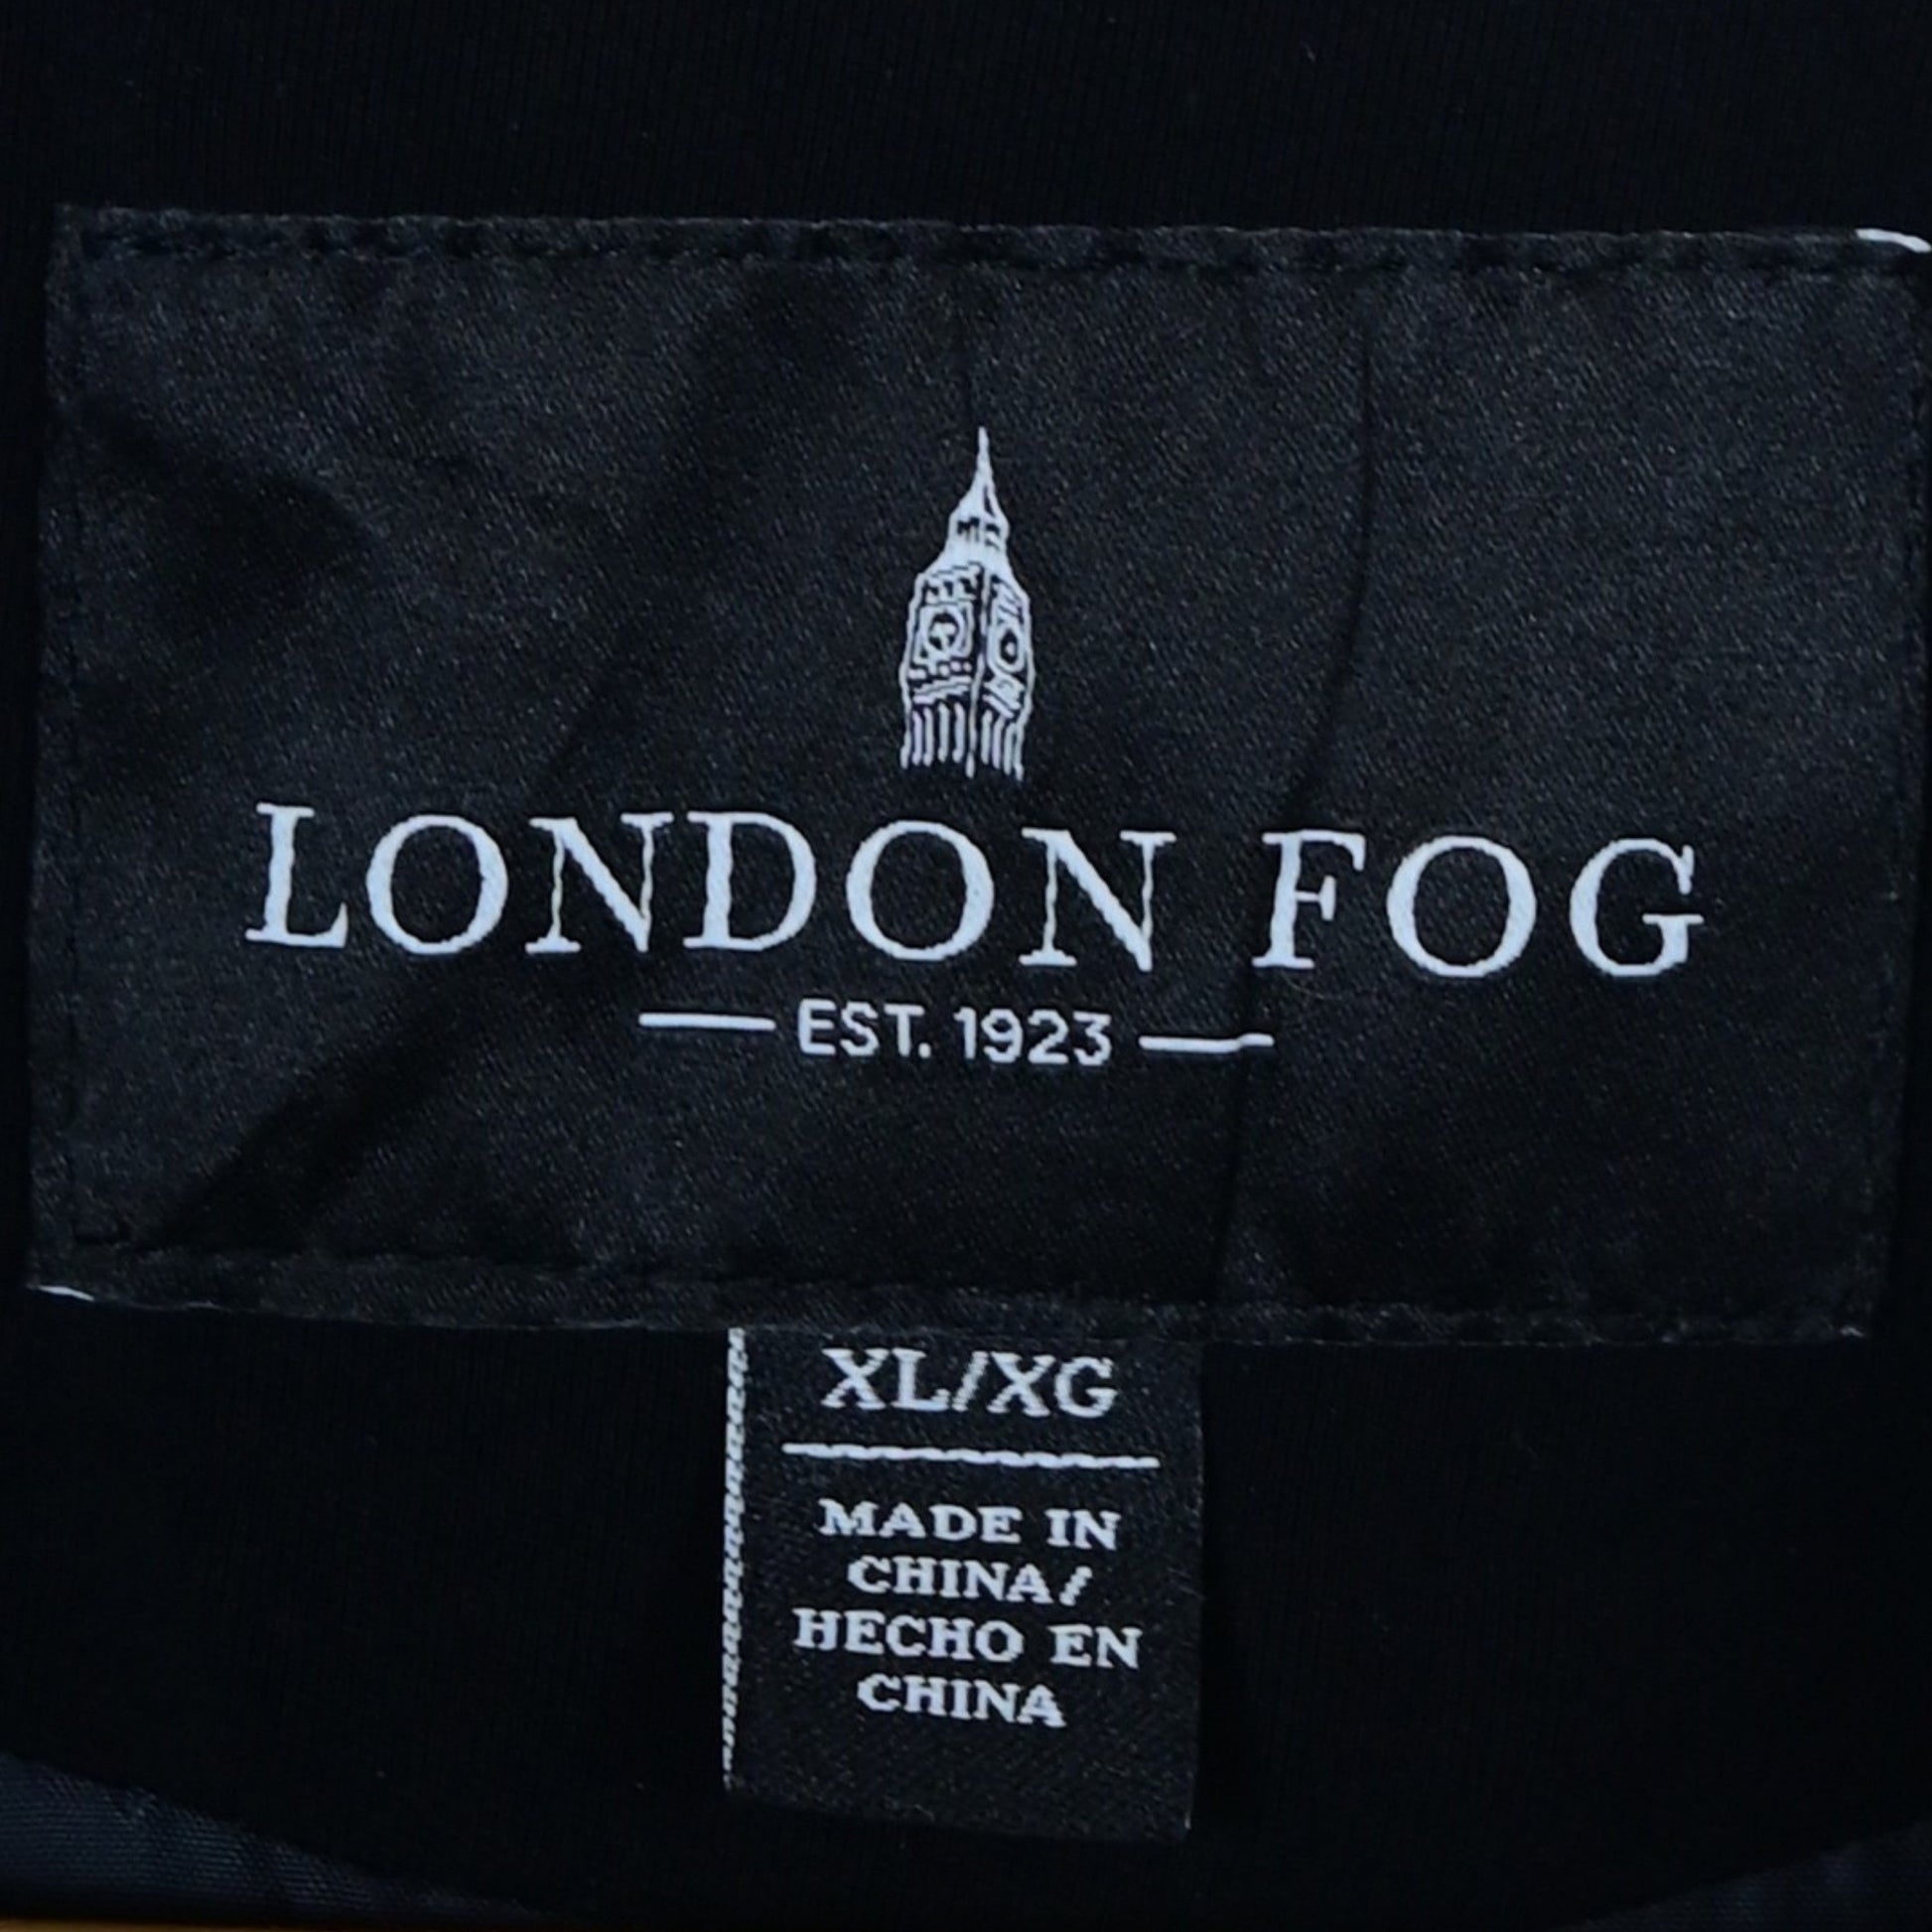 LONDON FOG
EST. 1923
XL/XG
MADE IN
CHINA/
HECHO EN
CHINA